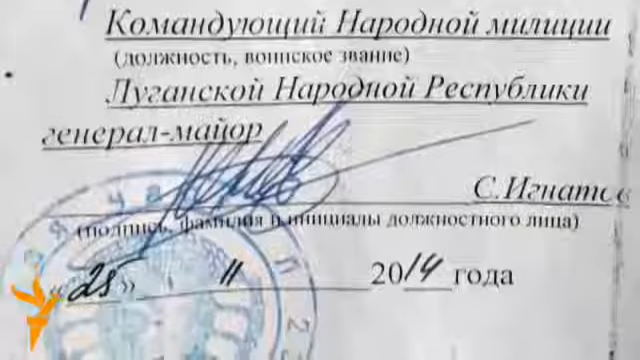 Командующий Народной милиции
(должность, воинское звание)
Луганской Народной Республики
генерал-майор
С.Игнатов
(подпись, фамилия и инициалы должностного лица)
«28» 11 2014 года